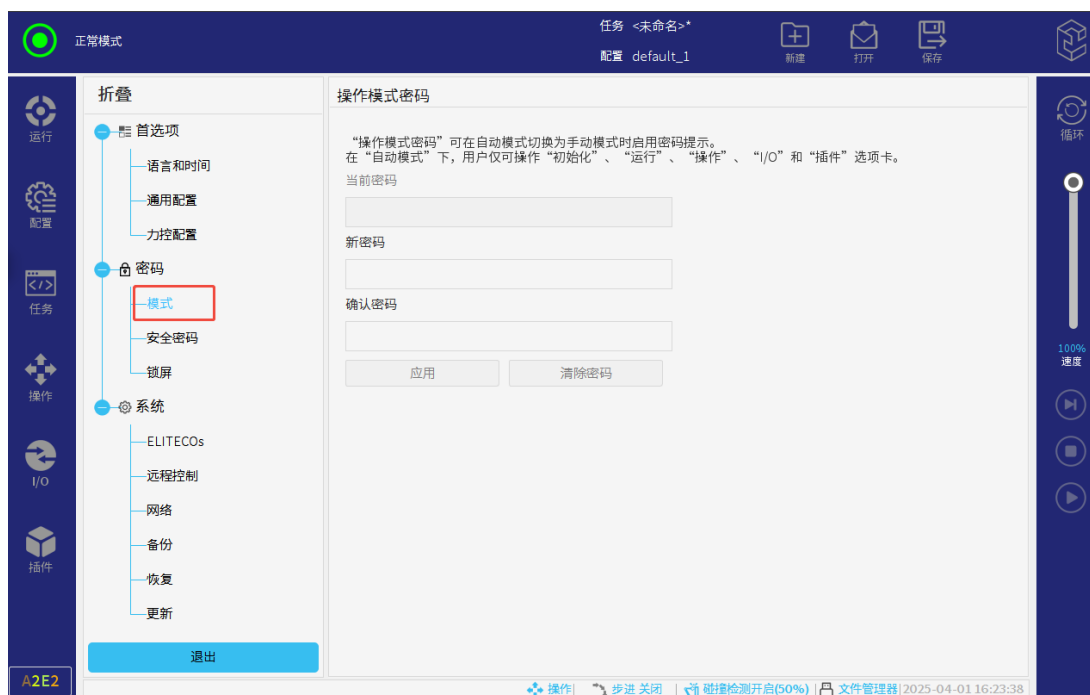 正常模式
任务 <未命名>*
配置 default_1
新建
打开
保存
运行
配置
任务
操作
I/O
插件
A2E2
折叠
首选项
语言和时间
通用配置
力控配置
密码
模式
安全密码
锁屏
系统
ELITECOs
远程控制
网络
备份
恢复
更新
退出
操作模式密码
“操作模式密码”可在自动模式切换为手动模式时启用密码提示。
在“自动模式”下，用户仅可操作“初始化”、“运行”、“操作”、“I/O”和“插件”选项卡。
当前密码
新密码
确认密码
应用
清除密码
循环
100%
速度
操作| 步进 关闭 | 碰撞检测开启(50%) | 文件管理器| 2025-04-01 16:23:38